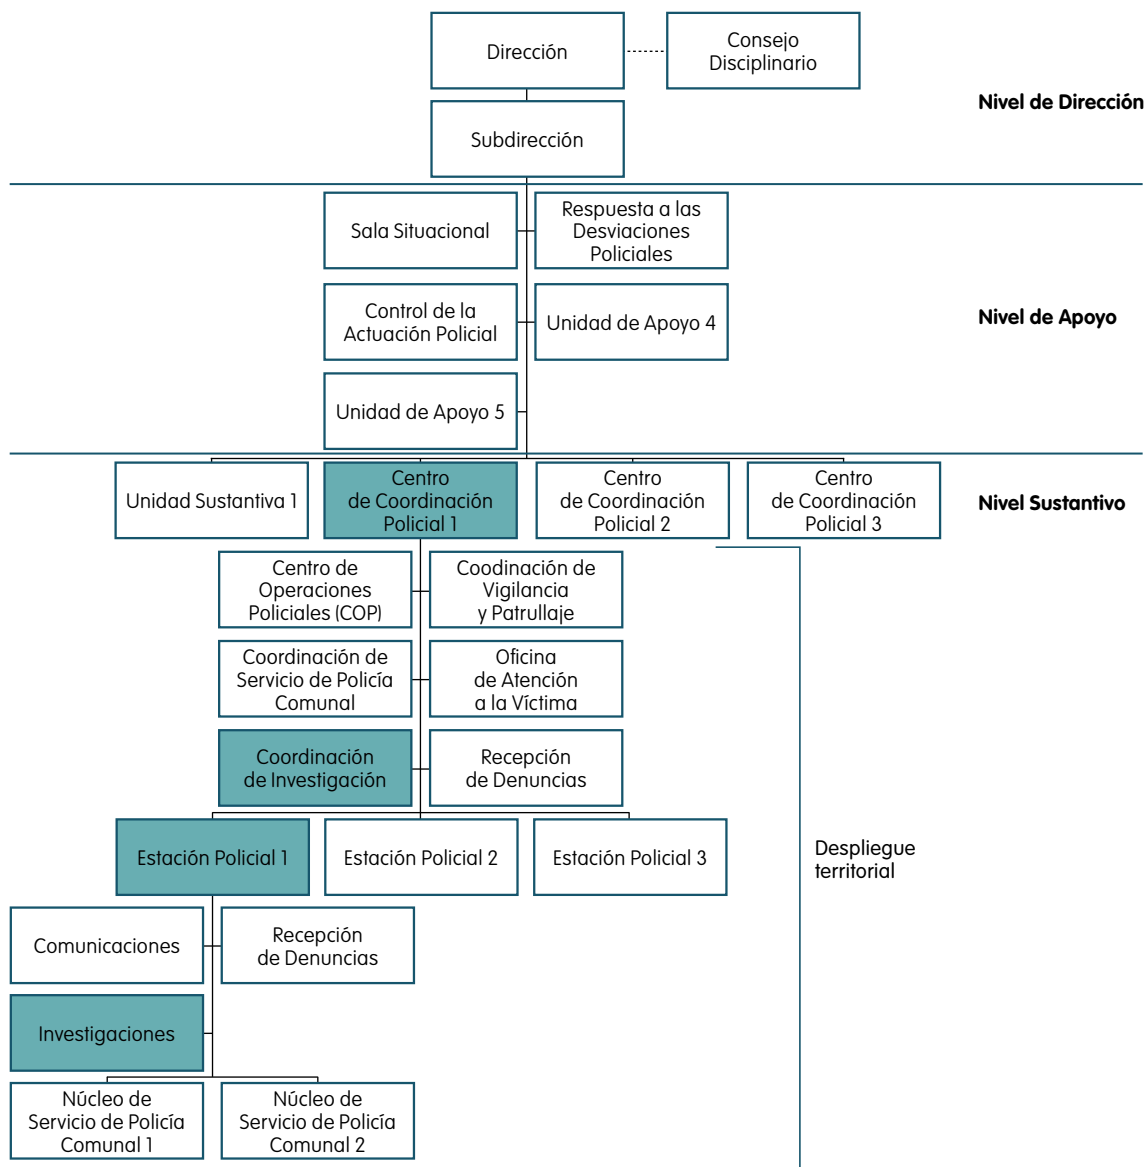 Dirección
Consejo
Disciplinario
Nivel de Dirección
Subdirección
Sala Situacional
Respuesta a las
Desviaciones
Policiales
Control de la
Actuación Policial
Unidad de Apoyo 4
Nivel de Apoyo
Unidad de Apoyo 5
Unidad Sustantiva 1
Centro
de Coordinación
Policial 1
Centro
de Coordinación
Policial 2
Centro
de Coordinación
Policial 3
Nivel Sustantivo
Centro de
Operaciones
Policiales (COP)
Coodinación de
Vigilancia
y Patrullaje
Coordinación de
Servicio de Policía
Comunal
Oficina
de Atención
a la Víctima
Coordinación
de Investigación
Recepción
de Denuncias
Estación Policial 1
Estación Policial 2
Estación Policial 3
Despliegue
territorial
Comunicaciones
Recepción
de Denuncias
Investigaciones
Núcleo de
Servicio de Policía
Comunal 1
Núcleo de
Servicio de Policía
Comunal 2